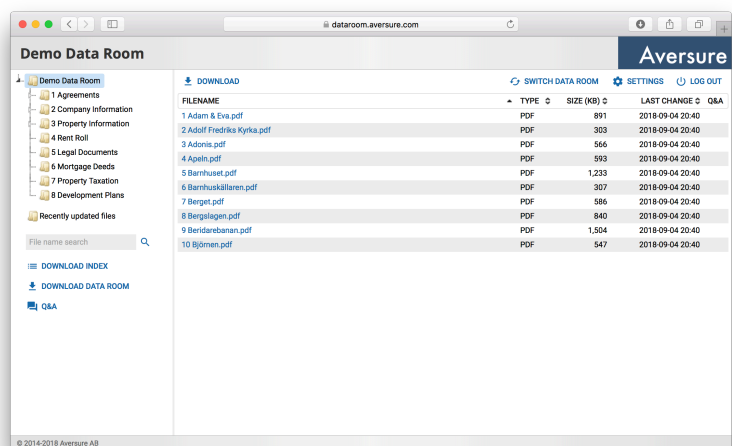 dataroom.aversure.com
Demo Data Room
Aversure
Demo Data Room
1 Agreements
2 Company Information
3 Property Information
4 Rent Roll
5 Legal Documents
6 Mortgage Deeds
7 Property Taxation
8 Development Plans
Recently updated files
File name search
DOWNLOAD INDEX
DOWNLOAD DATA ROOM
Q&A
DOWNLOAD SWITCH DATA ROOM SETTINGS LOG OUT
FILENAME TYPE SIZE (KB) LAST CHANGE Q&A
1 Adam & Eva.pdf PDF 891 2018-09-04 20:40
2 Adolf Fredriks Kyrka.pdf PDF 303 2018-09-04 20:40
3 Adonis.pdf PDF 566 2018-09-04 20:40
4 Apeln.pdf PDF 593 2018-09-04 20:40
5 Barnhuset.pdf PDF 1,233 2018-09-04 20:40
6 Barnhuskällaren.pdf PDF 307 2018-09-04 20:40
7 Berget.pdf PDF 586 2018-09-04 20:40
8 Bergslagen.pdf PDF 840 2018-09-04 20:40
9 Beridarebanan.pdf PDF 1,504 2018-09-04 20:40
10 Björnen.pdf PDF 547 2018-09-04 20:40
© 2014-2018 Aversure AB